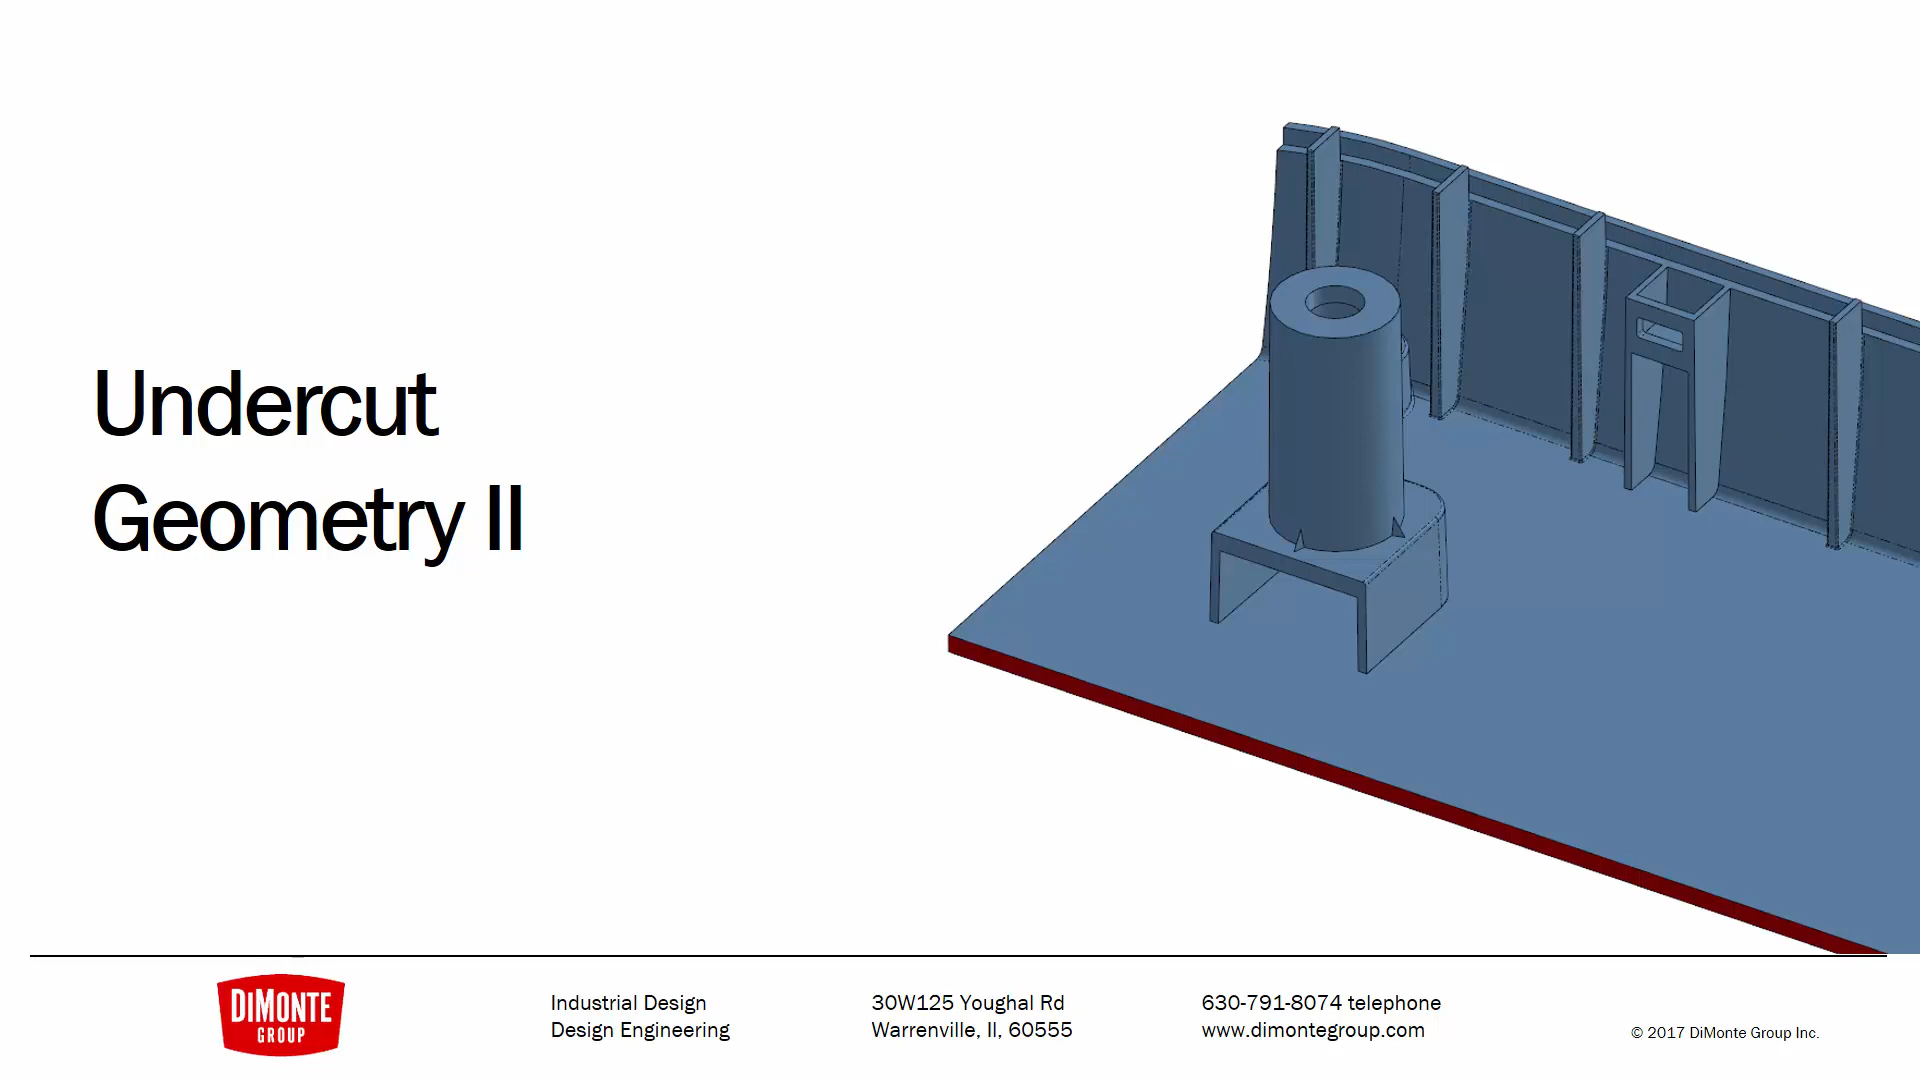 Undercut
Geometry II
DIMONTE
GROUP
Industrial Design
Design Engineering
30W125 Youghal Rd
Warrenville, Il, 60555
630-791-8074 telephone
www.dimontegroup.com
© 2017 DiMonte Group Inc.